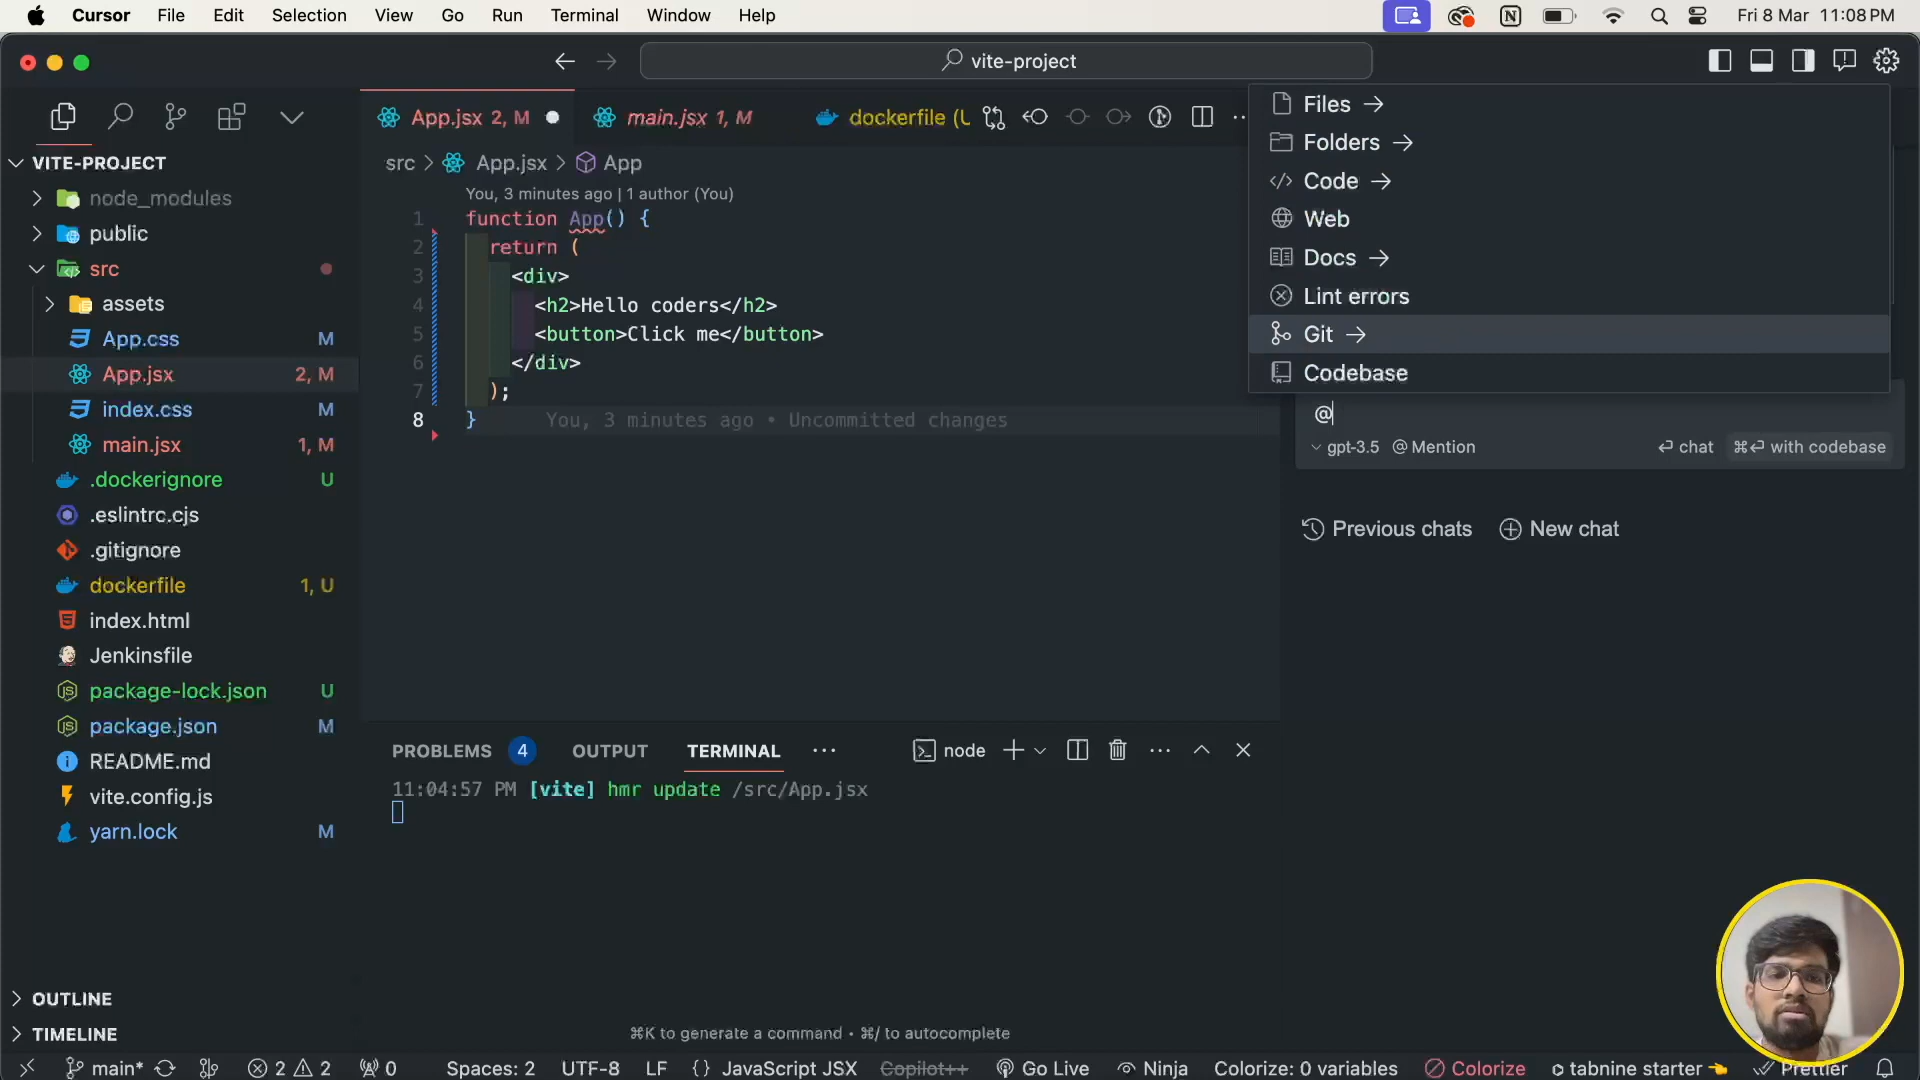 Cursor File Edit Selection View Go Run Terminal Window Help Fri 8 Mar 11:08 PM
vite-project
App.jsx 2, M main.jsx 1, M dockerfile (U
VITE-PROJECT
node_modules
public
src
assets
App.css M
App.jsx 2, M
index.css M
main.jsx 1, M
.dockerignore U
.eslintrc.cjs
.gitignore
dockerfile 1, U
index.html
Jenkinsfile
package-lock.json U
package.json M
README.md
vite.config.js
yarn.lock M
OUTLINE
TIMELINE
src > App.jsx > App
You, 3 minutes ago | 1 author (You)
1 function App() {
2 return (
3 <div>
4 <h2>Hello coders</h2>
5 <button>Click me</button>
6 </div>
7 );
8 } You, 3 minutes ago • Uncommitted changes
PROBLEMS 4 OUTPUT TERMINAL ··· node
11:04:57 PM [vite] hmr update /src/App.jsx
⌘K to generate a command • ⌘/ to autocomplete
Files →
Folders →
Code →
Web
Docs →
Lint errors
Git →
Codebase
@
gpt-3.5 @ Mention ⏎ chat ⌘⏎ with codebase
Previous chats New chat
main* 2 2 0 Spaces: 2 UTF-8 LF {} JavaScript JSX Copilot++ Go Live Ninja Colorize: 0 variables Colorize tabnine starter Prettier